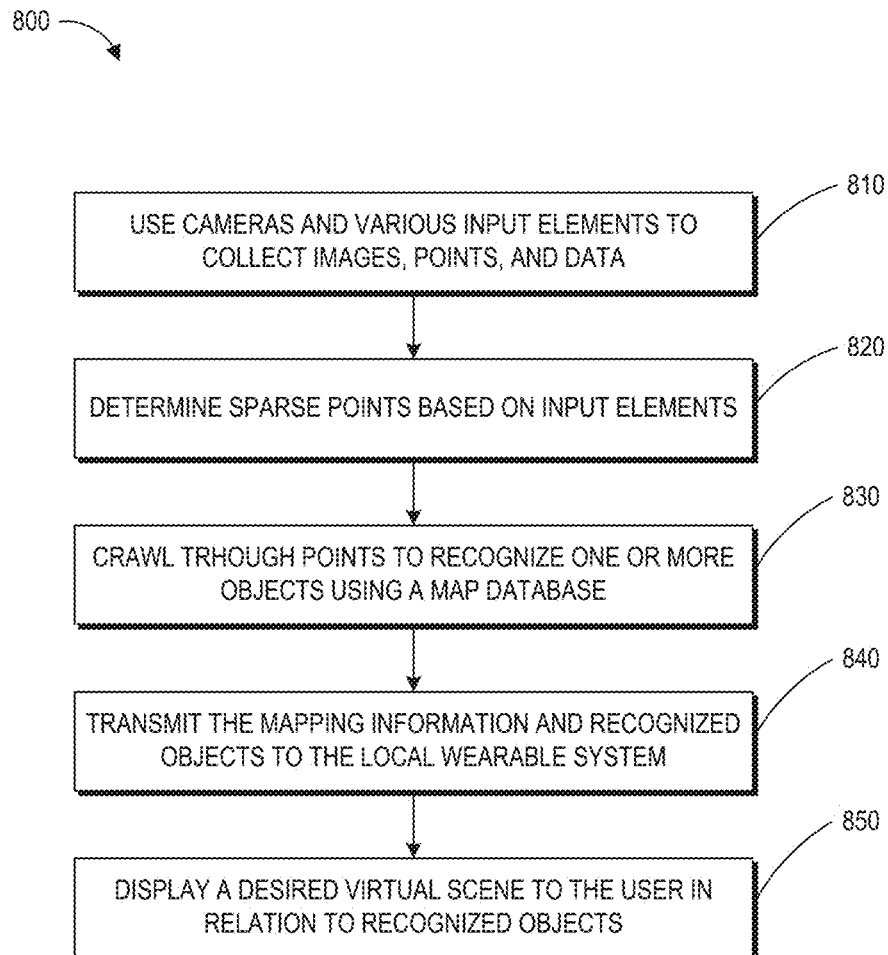 800
810
USE CAMERAS AND VARIOUS INPUT ELEMENTS TO
COLLECT IMAGES, POINTS, AND DATA
820
DETERMINE SPARSE POINTS BASED ON INPUT ELEMENTS
830
CRAWL TRHOUGH POINTS TO RECOGNIZE ONE OR MORE
OBJECTS USING A MAP DATABASE
840
TRANSMIT THE MAPPING INFORMATION AND RECOGNIZED
OBJECTS TO THE LOCAL WEARABLE SYSTEM
850
DISPLAY A DESIRED VIRTUAL SCENE TO THE USER IN
RELATION TO RECOGNIZED OBJECTS